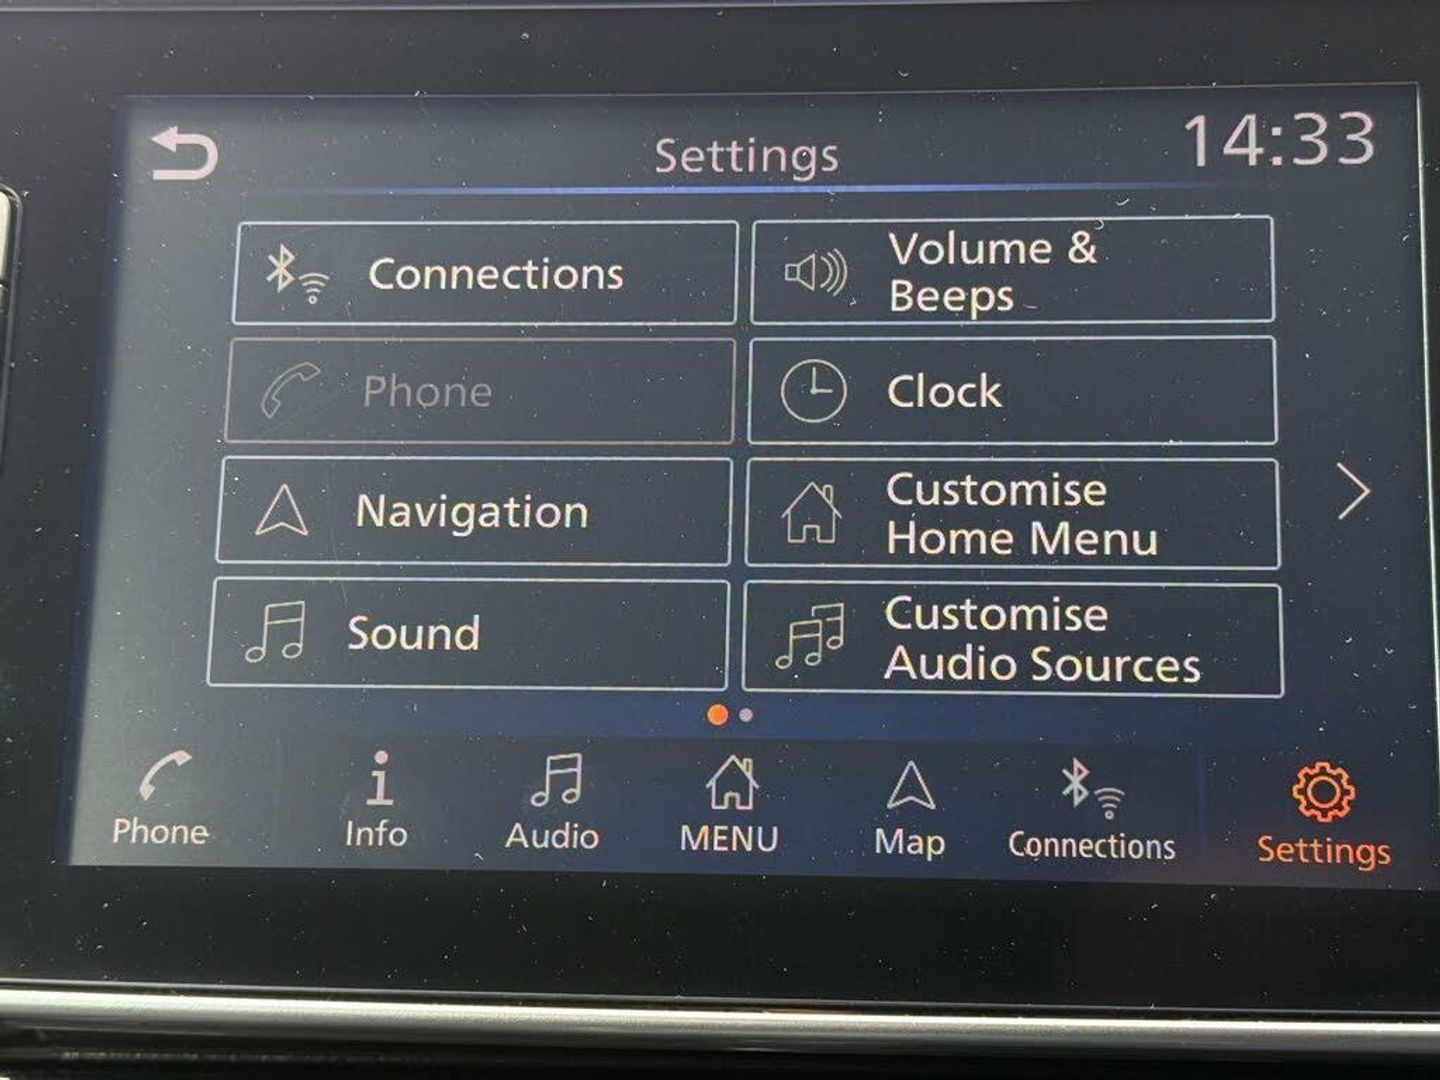 Settings
14:33
Connections
Volume &
Beeps
Phone
Clock
Navigation
Customise
Home Menu
Sound
Customise
Audio Sources
Phone
Info
Audio
MENU
Map
Connections
Settings